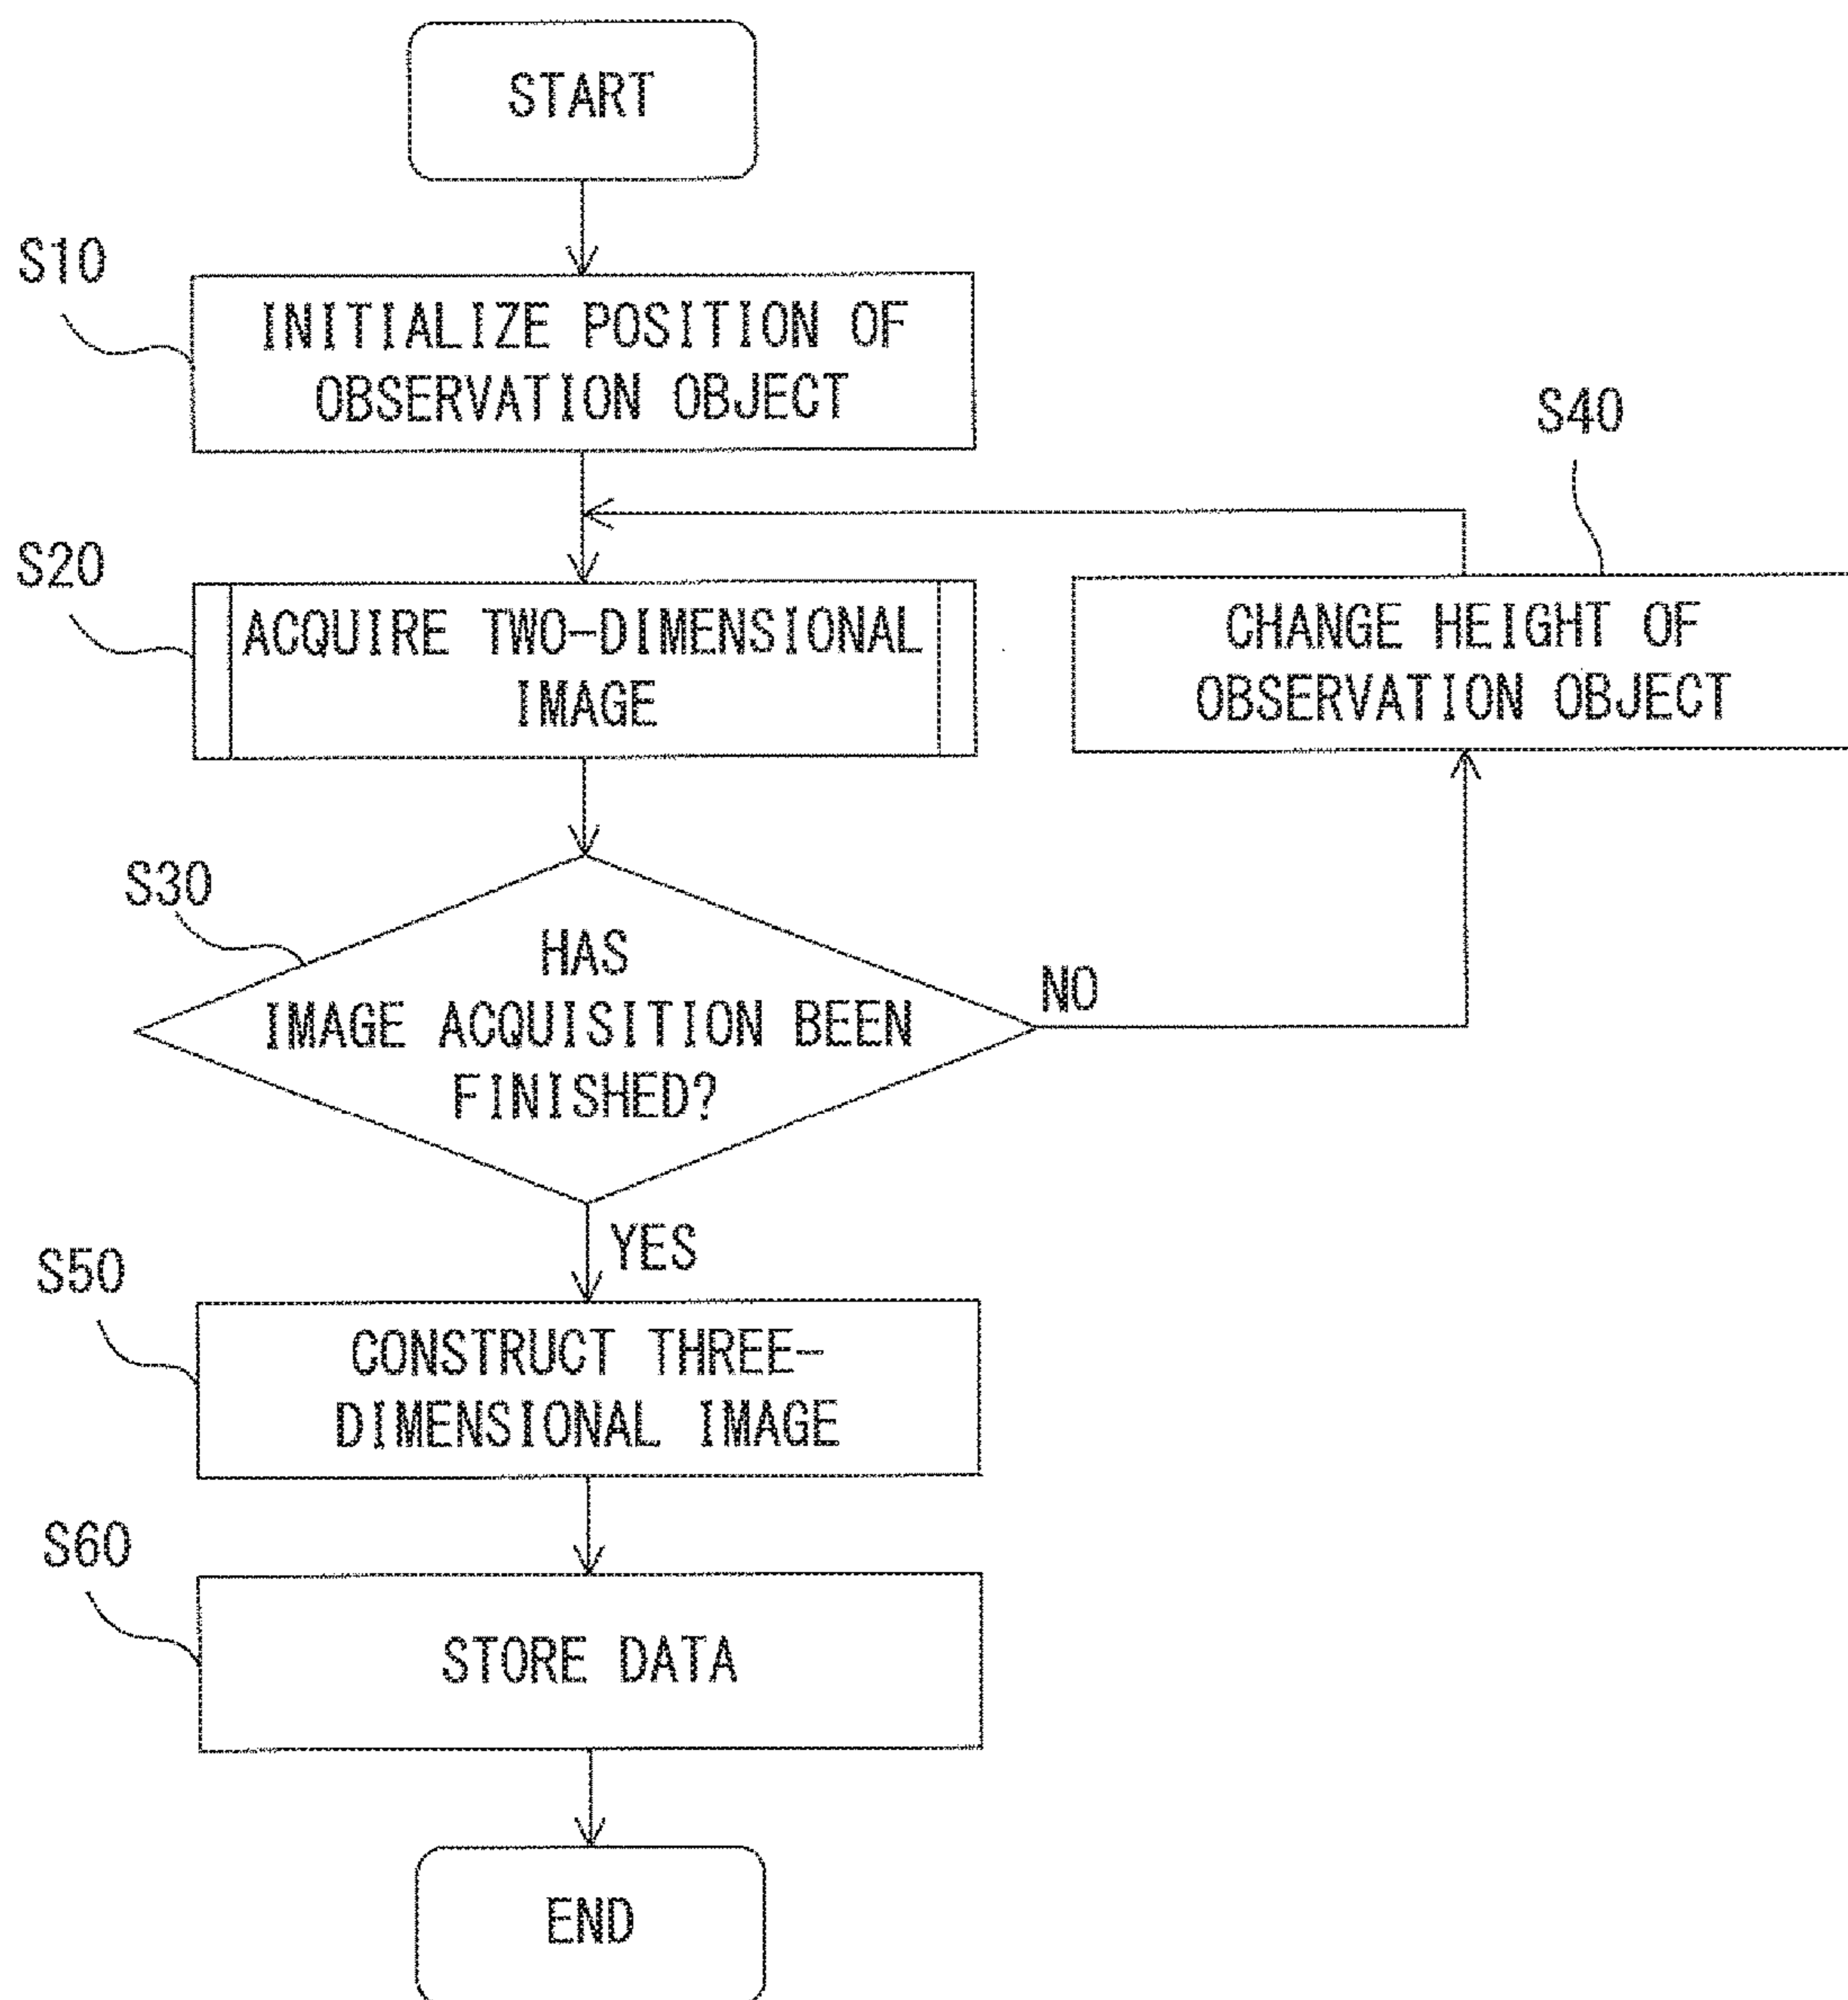 START
S10
INITIALIZE POSITION OF
OBSERVATION OBJECT
S40
S20
ACQUIRE TWO-DIMENSIONAL
IMAGE
CHANGE HEIGHT OF
OBSERVATION OBJECT
S30
HAS
IMAGE ACQUISITION BEEN
FINISHED?
NO
YES
S50
CONSTRUCT THREE-
DIMENSIONAL IMAGE
S60
STORE DATA
END